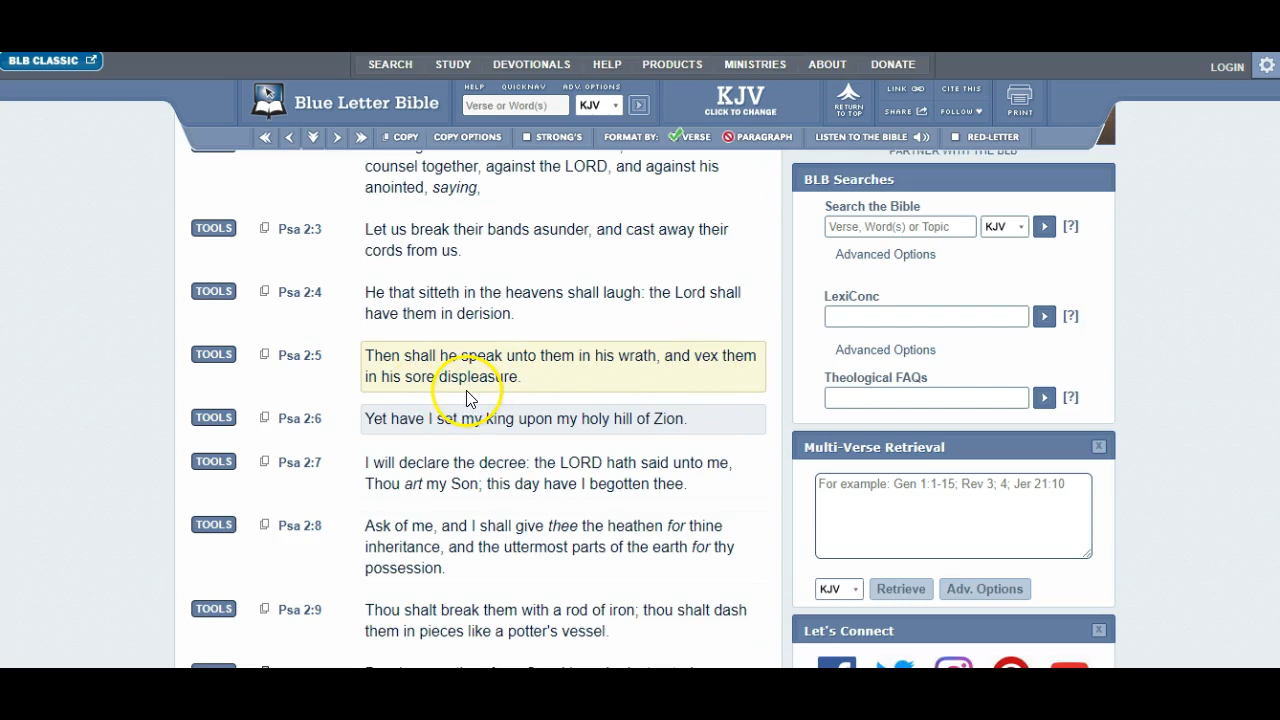 BLB CLASSIC
SEARCH STUDY DEVOTIONALS HELP PRODUCTS MINISTRIES ABOUT DONATE
LOGIN
Blue Letter Bible
HELP QUICKNAV ADV. OPTIONS
Verse or Word(s) KJV
KJV
CLICK TO CHANGE
RETURN
TO TOP
LINK CITE THIS
SHARE FOLLOW
PRINT
COPY COPY OPTIONS STRONG'S FORMAT BY: VERSE PARAGRAPH LISTEN TO THE BIBLE RED-LETTER
counsel together, against the LORD, and against his
anointed, saying,
TOOLS Psa 2:3 Let us break their bands asunder, and cast away their
cords from us.
TOOLS Psa 2:4 He that sitteth in the heavens shall laugh: the Lord shall
have them in derision.
TOOLS Psa 2:5 Then shall he speak unto them in his wrath, and vex them
in his sore displeasure.
TOOLS Psa 2:6 Yet have I set my king upon my holy hill of Zion.
TOOLS Psa 2:7 I will declare the decree: the LORD hath said unto me,
Thou art my Son; this day have I begotten thee.
TOOLS Psa 2:8 Ask of me, and I shall give thee the heathen for thine
inheritance, and the uttermost parts of the earth for thy
possession.
TOOLS Psa 2:9 Thou shalt break them with a rod of iron; thou shalt dash
them in pieces like a potter's vessel.
PARTNER WITH THE BLB
BLB Searches
Search the Bible
Verse, Word(s) or Topic KJV [?]
Advanced Options
LexiConc
[?]
Advanced Options
Theological FAQs
[?]
Multi-Verse Retrieval X
For example: Gen 1:1-15; Rev 3; 4; Jer 21:10
KJV Retrieve Adv. Options
Let's Connect X